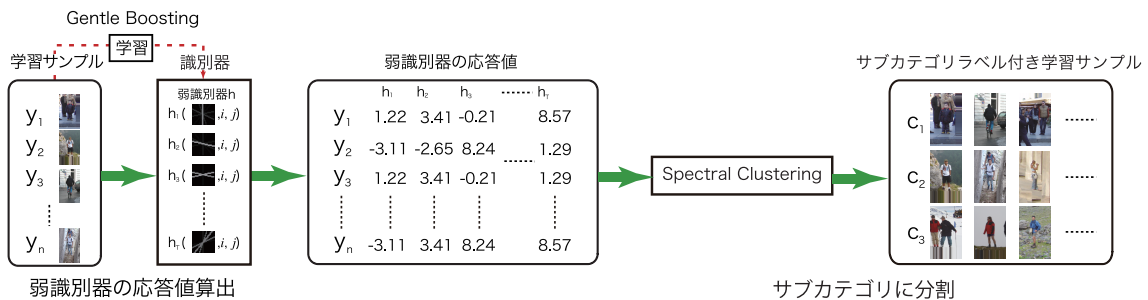 Gentle Boosting
学習
学習サンプル
y1
y2
y3
yn
識別器
弱識別器h
h1( ,i, j)
h2( ,i, j)
h3( ,i, j)
hT( ,i, j)
弱識別器の応答値算出
弱識別器の応答値
h1 h2 h3 hT
y1 1.22 3.41 -0.21 8.57
y2 -3.11 -2.65 8.24 1.29
y3 1.22 3.41 -0.21 1.29
yn -3.11 3.41 8.24 8.57
Spectral Clustering
サブカテゴリラベル付き学習サンプル
c1
c2
c3
サブカテゴリに分割